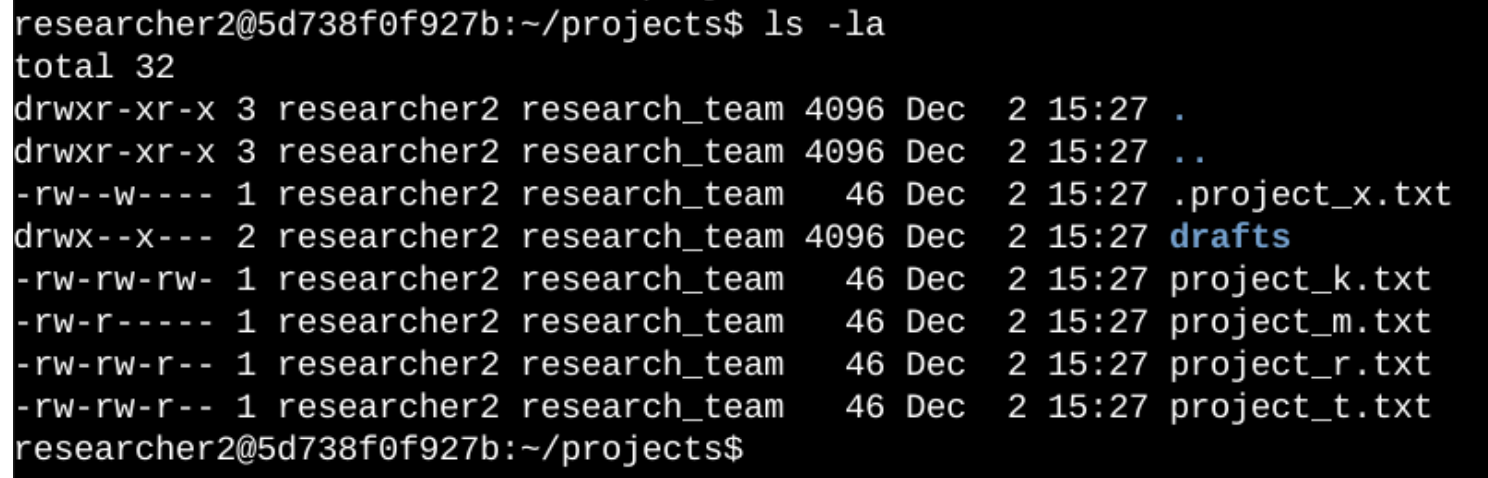 researcher2@5d738f0f927b:~/projects$ ls -la
total 32
drwxr-xr-x 3 researcher2 research_team 4096 Dec  2 15:27 .
drwxr-xr-x 3 researcher2 research_team 4096 Dec  2 15:27 ..
-rw--w---- 1 researcher2 research_team   46 Dec  2 15:27 .project_x.txt
drwx--x--- 2 researcher2 research_team 4096 Dec  2 15:27 drafts
-rw-rw-rw- 1 researcher2 research_team   46 Dec  2 15:27 project_k.txt
-rw-r----- 1 researcher2 research_team   46 Dec  2 15:27 project_m.txt
-rw-rw-r-- 1 researcher2 research_team   46 Dec  2 15:27 project_r.txt
-rw-rw-r-- 1 researcher2 research_team   46 Dec  2 15:27 project_t.txt
researcher2@5d738f0f927b:~/projects$